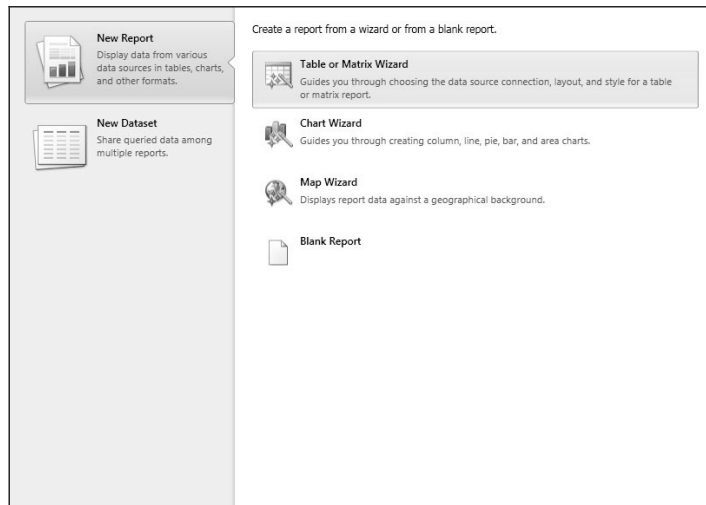 New Report
Display data from various
data sources in tables, charts,
and other formats.
New Dataset
Share queried data among
multiple reports.
Create a report from a wizard or from a blank report.
Table or Matrix Wizard
Guides you through choosing the data source connection, layout, and style for a table
or matrix report.
Chart Wizard
Guides you through creating column, line, pie, bar, and area charts.
Map Wizard
Displays report data against a geographical background.
Blank Report